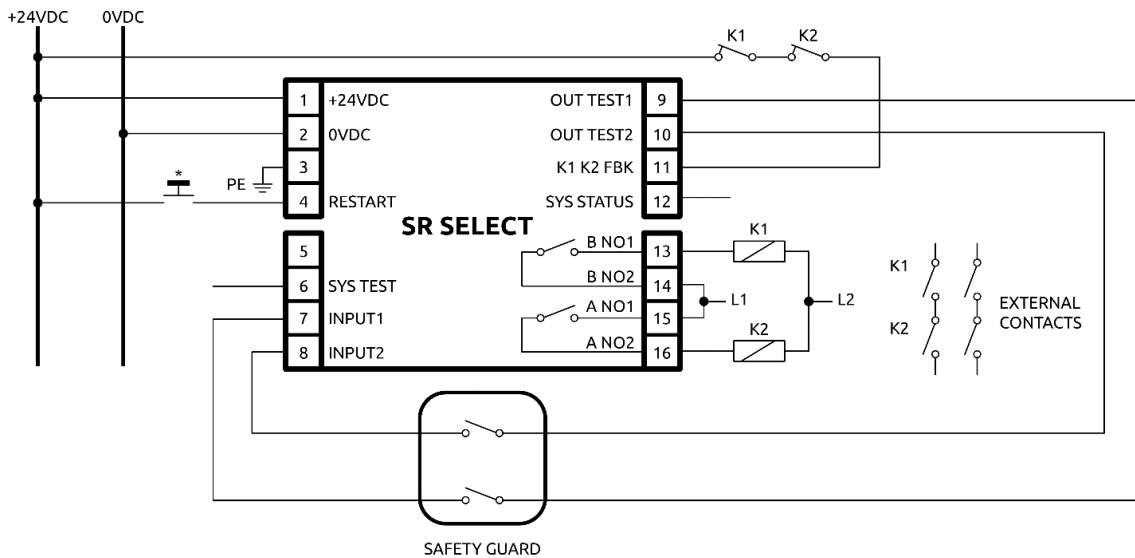 +24VDC 0VDC
K1 K2
1 +24VDC OUT TEST1 9
2 0VDC OUT TEST2 10
3 K1 K2 FBK 11
* PE
4 RESTART SYS STATUS 12
SR SELECT
K1
5 B NO1 13
K1
6 SYS TEST B NO2 14
L1 L2
EXTERNAL
CONTACTS
7 INPUT1 A NO1 15
K2 K2
8 INPUT2 A NO2 16
SAFETY GUARD